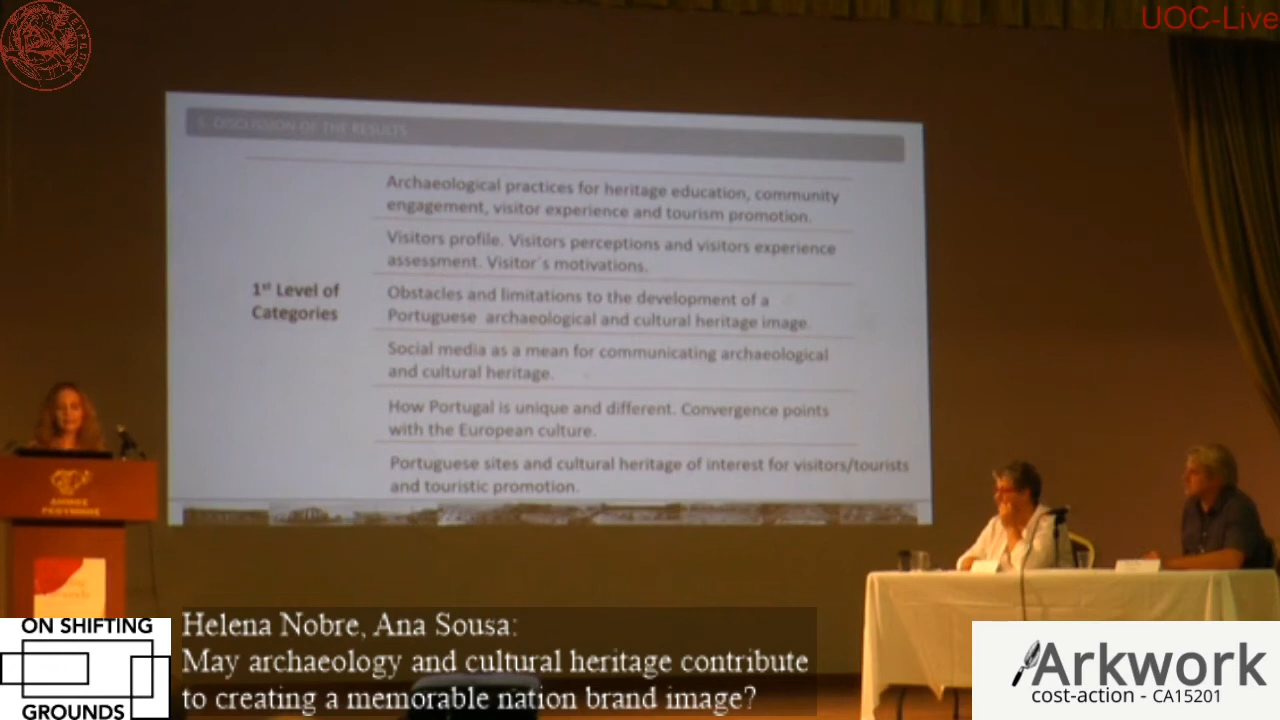 UOC-Live
5. DISCUSSION OF THE RESULTS
Archaeological practices for heritage education, community
engagement, visitor experience and tourism promotion.
Visitors profile. Visitors perceptions and visitors experience
assessment. Visitor´s motivations.
1st Level of
Categories
Obstacles and limitations to the development of a
Portuguese archaeological and cultural heritage image.
Social media as a mean for communicating archaeological
and cultural heritage.
How Portugal is unique and different. Convergence points
with the European culture.
Portuguese sites and cultural heritage of interest for visitors/tourists
and touristic promotion.
ON SHIFTING
GROUNDS
Helena Nobre, Ana Sousa:
May archaeology and cultural heritage contribute
to creating a memorable nation brand image?
Arkwork
cost-action - CA15201